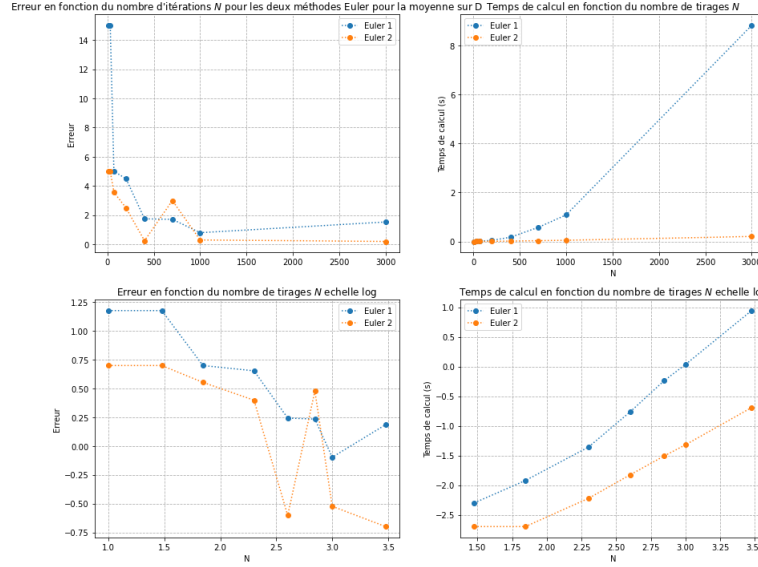 Erreur en fonction du nombre d'itérations N pour les deux méthodes Euler pour la moyenne sur D
Temps de calcul en fonction du nombre de tirages N
Erreur
14
12
10
8
6
4
2
0
Euler 1
Euler 2
0 500 1000 1500 2000 2500 3000
Temps de calcul (s)
8
6
4
2
0
Euler 1
Euler 2
0 500 1000 1500 2000 2500 3000
N
Erreur en fonction du nombre de tirages N echelle log
Erreur
1.25
1.00
0.75
0.50
0.25
0.00
−0.25
−0.50
−0.75
Euler 1
Euler 2
1.0 1.5 2.0 2.5 3.0 3.5
N
Temps de calcul en fonction du nombre de tirages N echelle lo
Temps de calcul (s)
1.0
0.5
0.0
−0.5
−1.0
−1.5
−2.0
−2.5
Euler 1
Euler 2
1.50 1.75 2.00 2.25 2.50 2.75 3.00 3.25 3.5
N